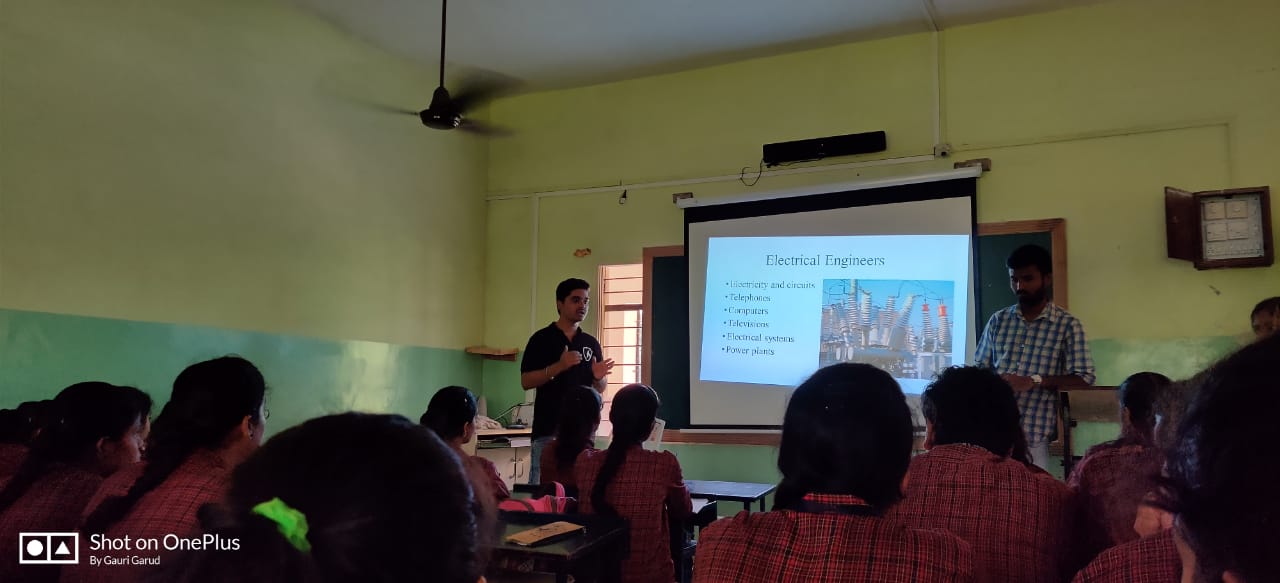 Electrical Engineers
• Electricity and circuits
• Telephones
• Computers
• Televisions
• Electrical systems
• Power plants
Shot on OnePlus
By Gauri Garud